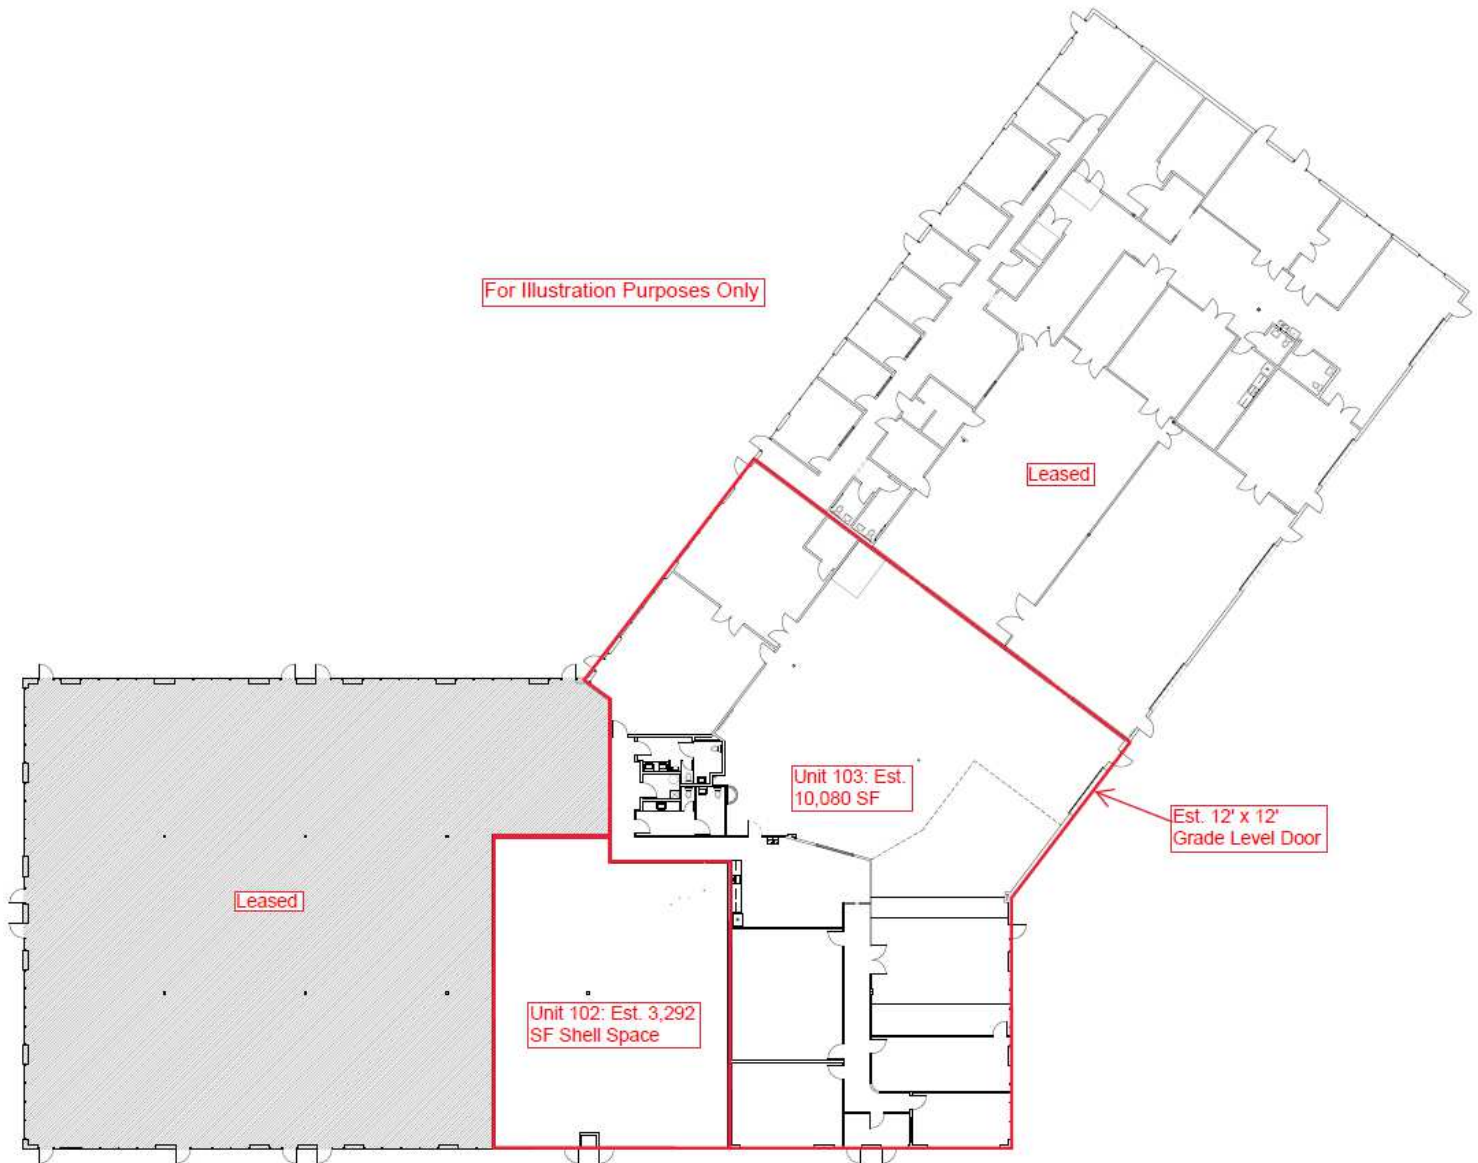 For Illustration Purposes Only
Leased
Unit 103: Est.
10,080 SF
Est. 12' x 12'
Grade Level Door
Leased
Unit 102: Est. 3,292
SF Shell Space